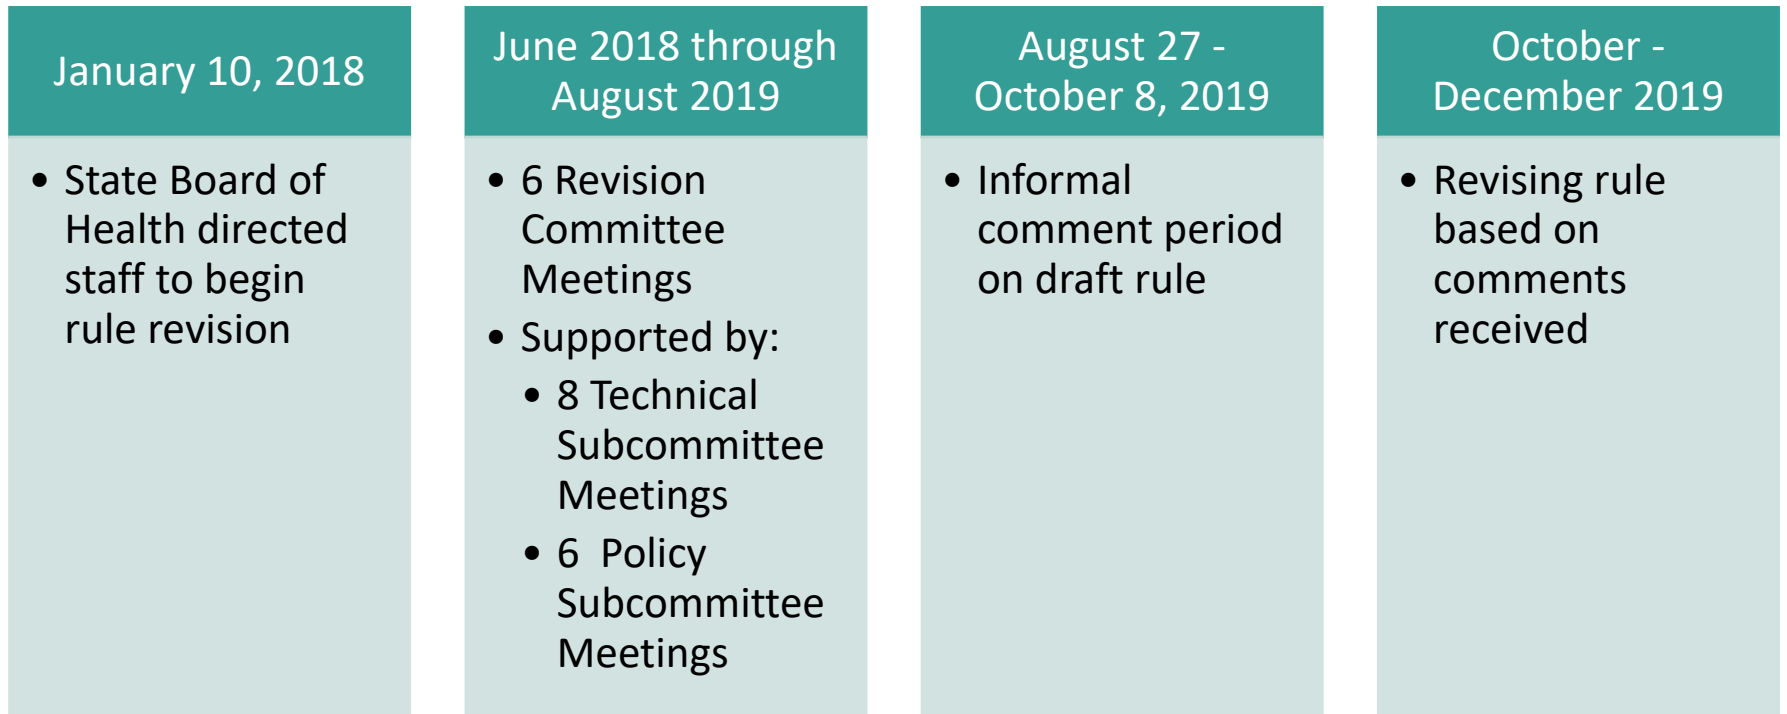 January 10, 2018
• State Board of
Health directed
staff to begin
rule revision
June 2018 through
August 2019
• 6 Revision
Committee
Meetings
• Supported by:
• 8 Technical
Subcommittee
Meetings
• 6  Policy
Subcommittee
Meetings
August 27 -
October 8, 2019
• Informal
comment period
on draft rule
October -
December 2019
• Revising rule
based on
comments
received